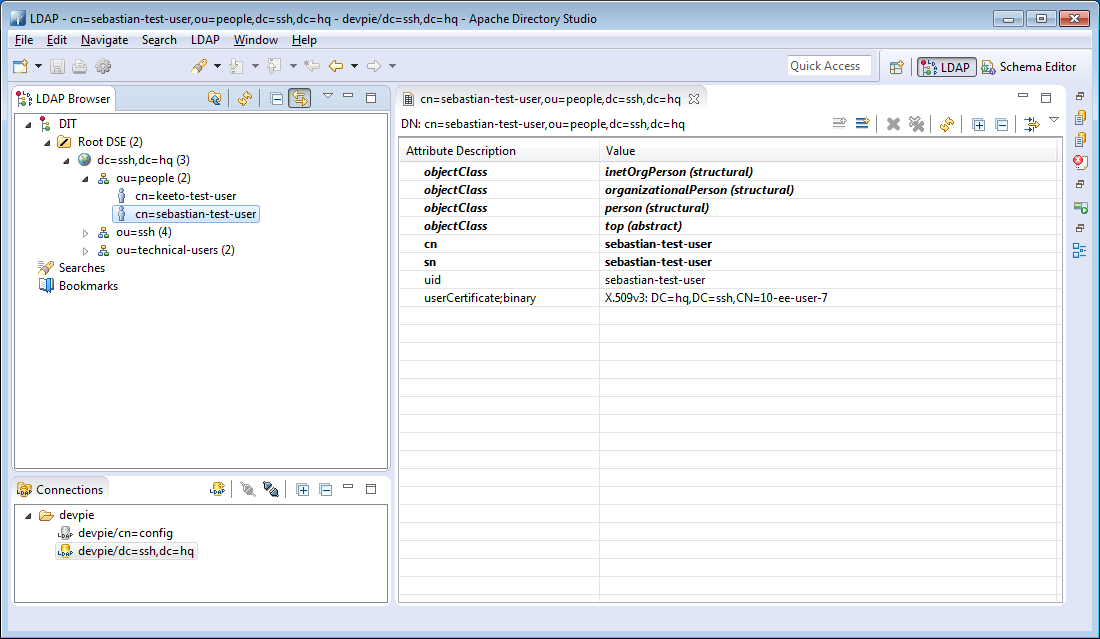 LDAP - cn=sebastian-test-user,ou=people,dc=ssh,dc=hq - devpie/dc=ssh,dc=hq - Apache Directory Studio
File Edit Navigate Search LDAP Window Help
Quick Access
LDAP
Schema Editor
LDAP Browser
DIT
Root DSE (2)
dc=ssh,dc=hq (3)
ou=people (2)
cn=keeto-test-user
cn=sebastian-test-user
ou=ssh (4)
ou=technical-users (2)
Searches
Bookmarks
Connections
devpie
devpie/cn=config
devpie/dc=ssh,dc=hq
cn=sebastian-test-user,ou=people,dc=ssh,dc=hq
DN: cn=sebastian-test-user,ou=people,dc=ssh,dc=hq
Attribute Description Value
objectClass inetOrgPerson (structural)
objectClass organizationalPerson (structural)
objectClass person (structural)
objectClass top (abstract)
cn sebastian-test-user
sn sebastian-test-user
uid sebastian-test-user
userCertificate;binary X.509v3: DC=hq,DC=ssh,CN=10-ee-user-7